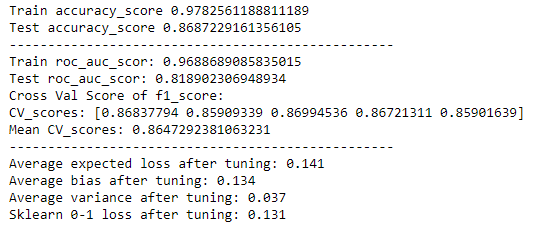 Train accuracy_score 0.9782561188811189
Test accuracy_score 0.8687229161356105
---------------------------------------------------
Train roc_auc_scor: 0.9688689085835015
Test roc_auc_scor: 0.818902306948934
Cross Val Score of f1_score:
CV_scores: [0.86837794 0.85909339 0.86994536 0.86721311 0.85901639]
Mean CV_scores: 0.8647292381063231
---------------------------------------------------
Average expected loss after tuning: 0.141
Average bias after tuning: 0.134
Average variance after tuning: 0.037
Sklearn 0-1 loss after tuning: 0.131